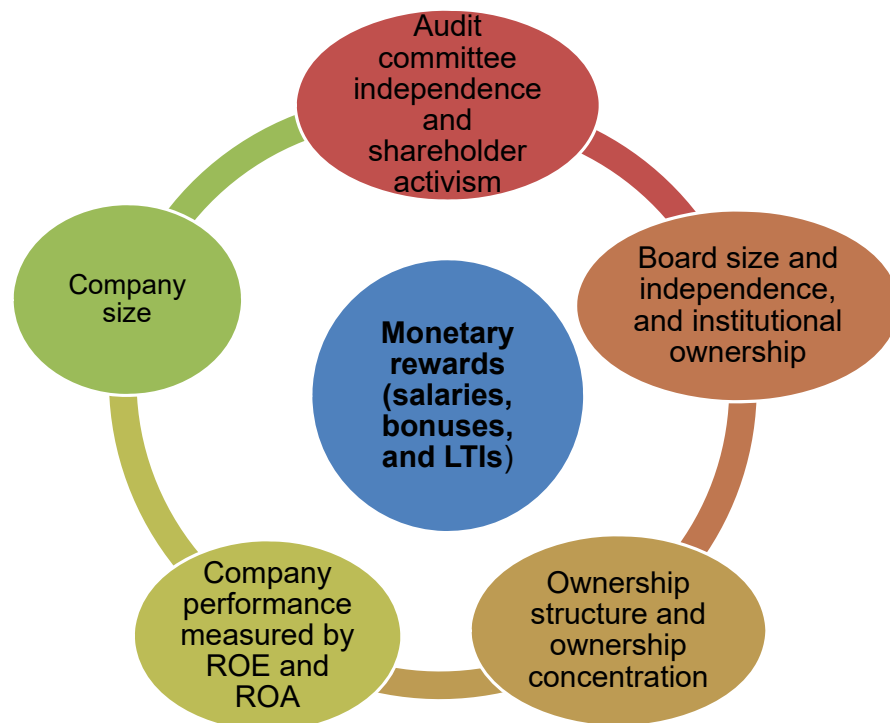 Audit
committee
independence
and
shareholder
activism
Board size and
independence,
and institutional
ownership
Ownership
structure and
ownership
concentration
Company
performance
measured by
ROE and
ROA
Company
size
Monetary
rewards
(salaries,
bonuses,
and LTIs)